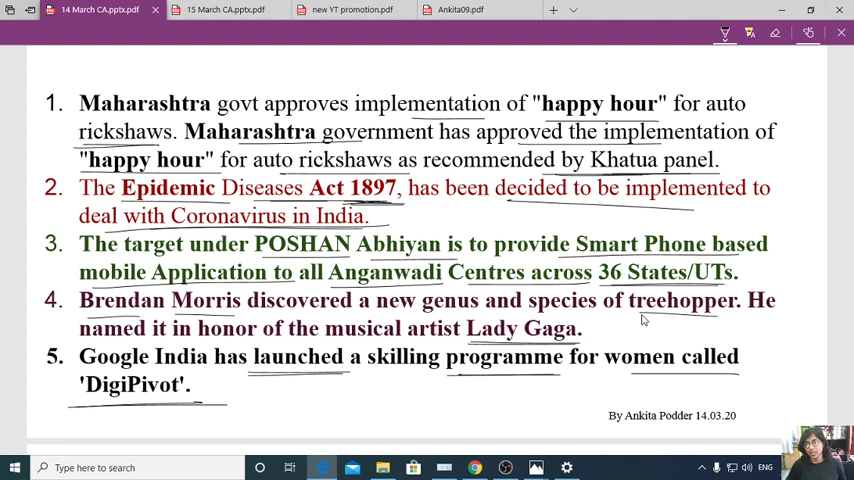 14 March CA.pptx.pdf
15 March CA.pptx.pdf
new YT promotion.pdf
Ankita09.pdf
1. Maharashtra govt approves implementation of "happy hour" for auto
rickshaws. Maharashtra government has approved the implementation of
"happy hour" for auto rickshaws as recommended by Khatua panel.
2. The Epidemic Diseases Act 1897, has been decided to be implemented to
deal with Coronavirus in India.
3. The target under POSHAN Abhiyan is to provide Smart Phone based
mobile Application to all Anganwadi Centres across 36 States/UTs.
4. Brendan Morris discovered a new genus and species of treehopper. He
named it in honor of the musical artist Lady Gaga.
5. Google India has launched a skilling programme for women called
'DigiPivot'.
By Ankita Podder 14.03.20
Type here to search
ENG